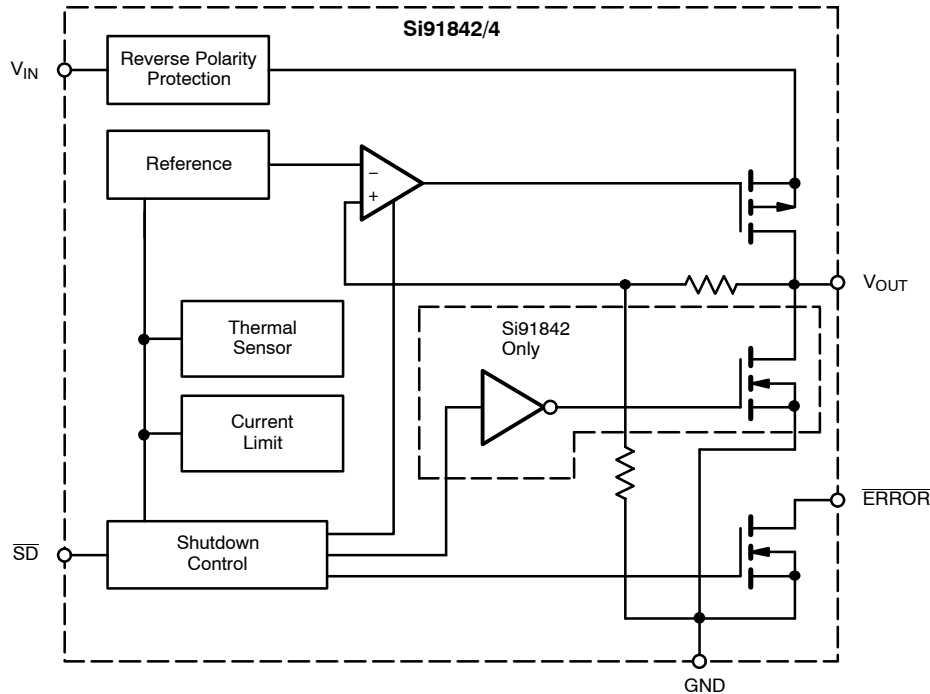 Si91842/4
VIN
Reverse Polarity
Protection
Reference
−
+
VOUT
Thermal
Sensor
Si91842
Only
Current
Limit
ERROR
SD
Shutdown
Control
GND